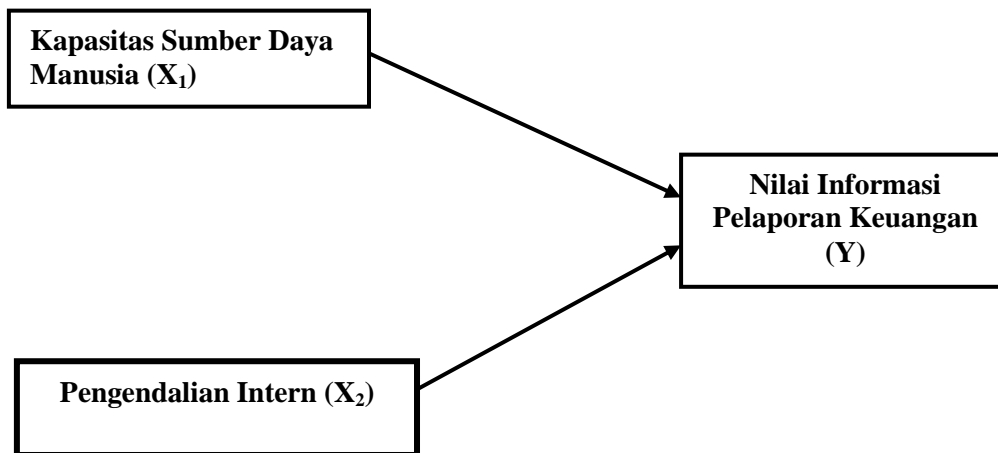 Kapasitas Sumber Daya
Manusia (X₁)
Nilai Informasi
Pelaporan Keuangan
(Y)
Pengendalian Intern (X₂)